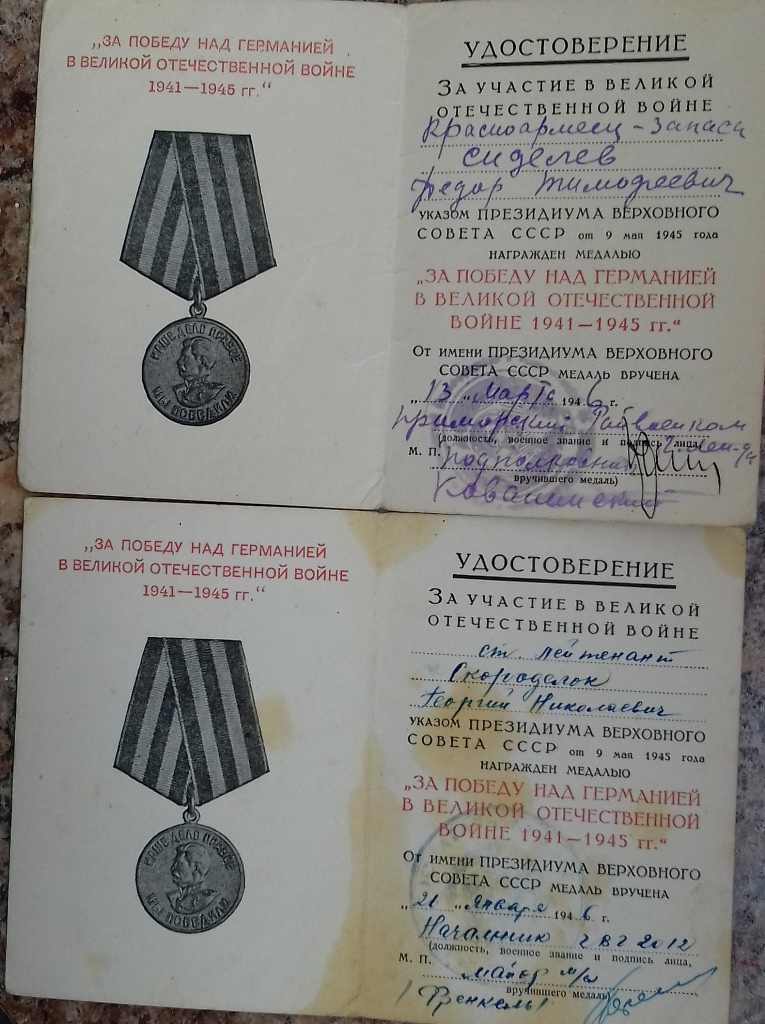 „ЗА ПОБЕДУ НАД ГЕРМАНИЕЙ
В ВЕЛИКОЙ ОТЕЧЕСТВЕННОЙ ВОЙНЕ
1941—1945 гг.“
НАШЕ ДЕЛО ПРАВОЕ
МЫ ПОБЕДИЛИ
УДОСТОВЕРЕНИЕ
ЗА УЧАСТИЕ В ВЕЛИКОЙ
ОТЕЧЕСТВЕННОЙ ВОЙНЕ
Красноармеец - запаса
Сиделев
Федор Тимофеевич
УКАЗОМ ПРЕЗИДИУМА ВЕРХОВНОГО
СОВЕТА СССР от 9 мая 1945 года
НАГРАЖДЕН МЕДАЛЬЮ
„ЗА ПОБЕДУ НАД ГЕРМАНИЕЙ
В ВЕЛИКОЙ ОТЕЧЕСТВЕННОЙ
ВОЙНЕ 1941—1945 гг.“
От имени ПРЕЗИДИУМА ВЕРХОВНОГО
СОВЕТА СССР МЕДАЛЬ ВРУЧЕНА
„13 „ марта 1946 г.
Приморский Райвоенком
(должность, военное звание и подпись лица,
М. П. подполковник
вручившего медаль)
„ЗА ПОБЕДУ НАД ГЕРМАНИЕЙ
В ВЕЛИКОЙ ОТЕЧЕСТВЕННОЙ ВОЙНЕ
1941—1945 гг.“
НАШЕ ДЕЛО ПРАВОЕ
МЫ ПОБЕДИЛИ
УДОСТОВЕРЕНИЕ
ЗА УЧАСТИЕ В ВЕЛИКОЙ
ОТЕЧЕСТВЕННОЙ ВОЙНЕ
ст. лейтенант
Скороделок
Георгий Николаевич
УКАЗОМ ПРЕЗИДИУМА ВЕРХОВНОГО
СОВЕТА СССР от 9 мая 1945 года
НАГРАЖДЕН МЕДАЛЬЮ
„ЗА ПОБЕДУ НАД ГЕРМАНИЕЙ
В ВЕЛИКОЙ ОТЕЧЕСТВЕННОЙ
ВОЙНЕ 1941—1945 гг.“
От имени ПРЕЗИДИУМА ВЕРХОВНОГО
СОВЕТА СССР МЕДАЛЬ ВРУЧЕНА
„21 „ января 1946 г.
Начальник 2012
(должность, военное звание и подпись лица,
М. П. майор м/с
вручившего медаль)
/Френкель/